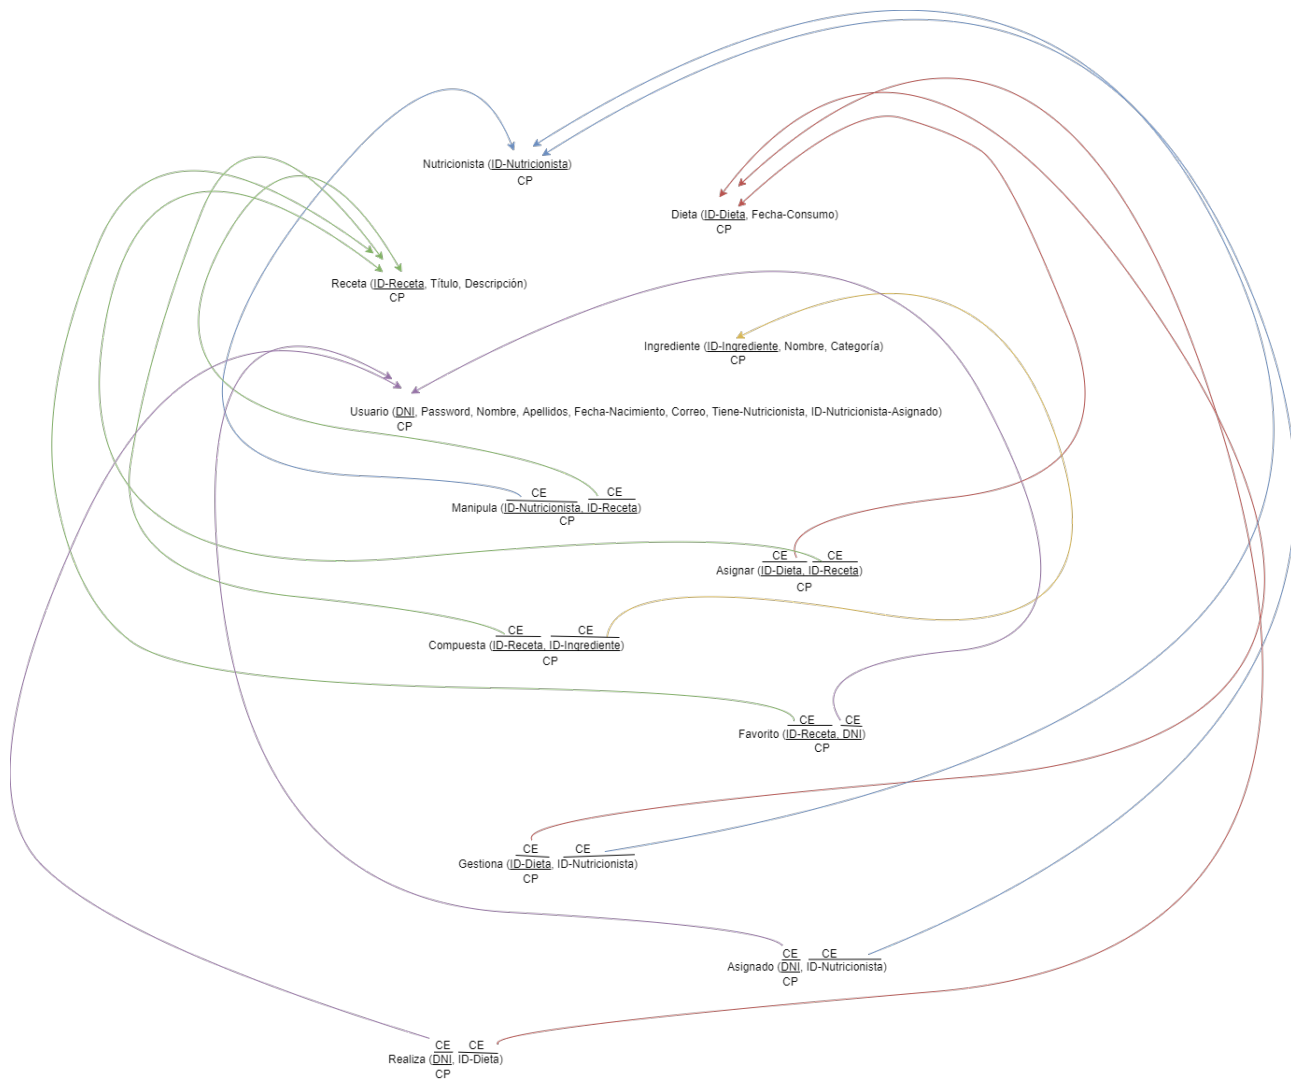 Nutricionista (ID-Nutricionista)
CP
Dieta (ID-Dieta, Fecha-Consumo)
CP
Receta (ID-Receta, Título, Descripción)
CP
Ingrediente (ID-Ingrediente, Nombre, Categoría)
CP
Usuario (DNI, Password, Nombre, Apellidos, Fecha-Nacimiento, Correo, Tiene-Nutricionista, ID-Nutricionista-Asignado)
CP
CE CE
Manipula (ID-Nutricionista, ID-Receta)
CP
CE CE
Asignar (ID-Dieta, ID-Receta)
CP
CE CE
Compuesta (ID-Receta, ID-Ingrediente)
CP
CE CE
Favorito (ID-Receta, DNI)
CP
CE CE
Gestiona (ID-Dieta, ID-Nutricionista)
CP
CE CE
Asignado (DNI, ID-Nutricionista)
CP
CE CE
Realiza (DNI, ID-Dieta)
CP